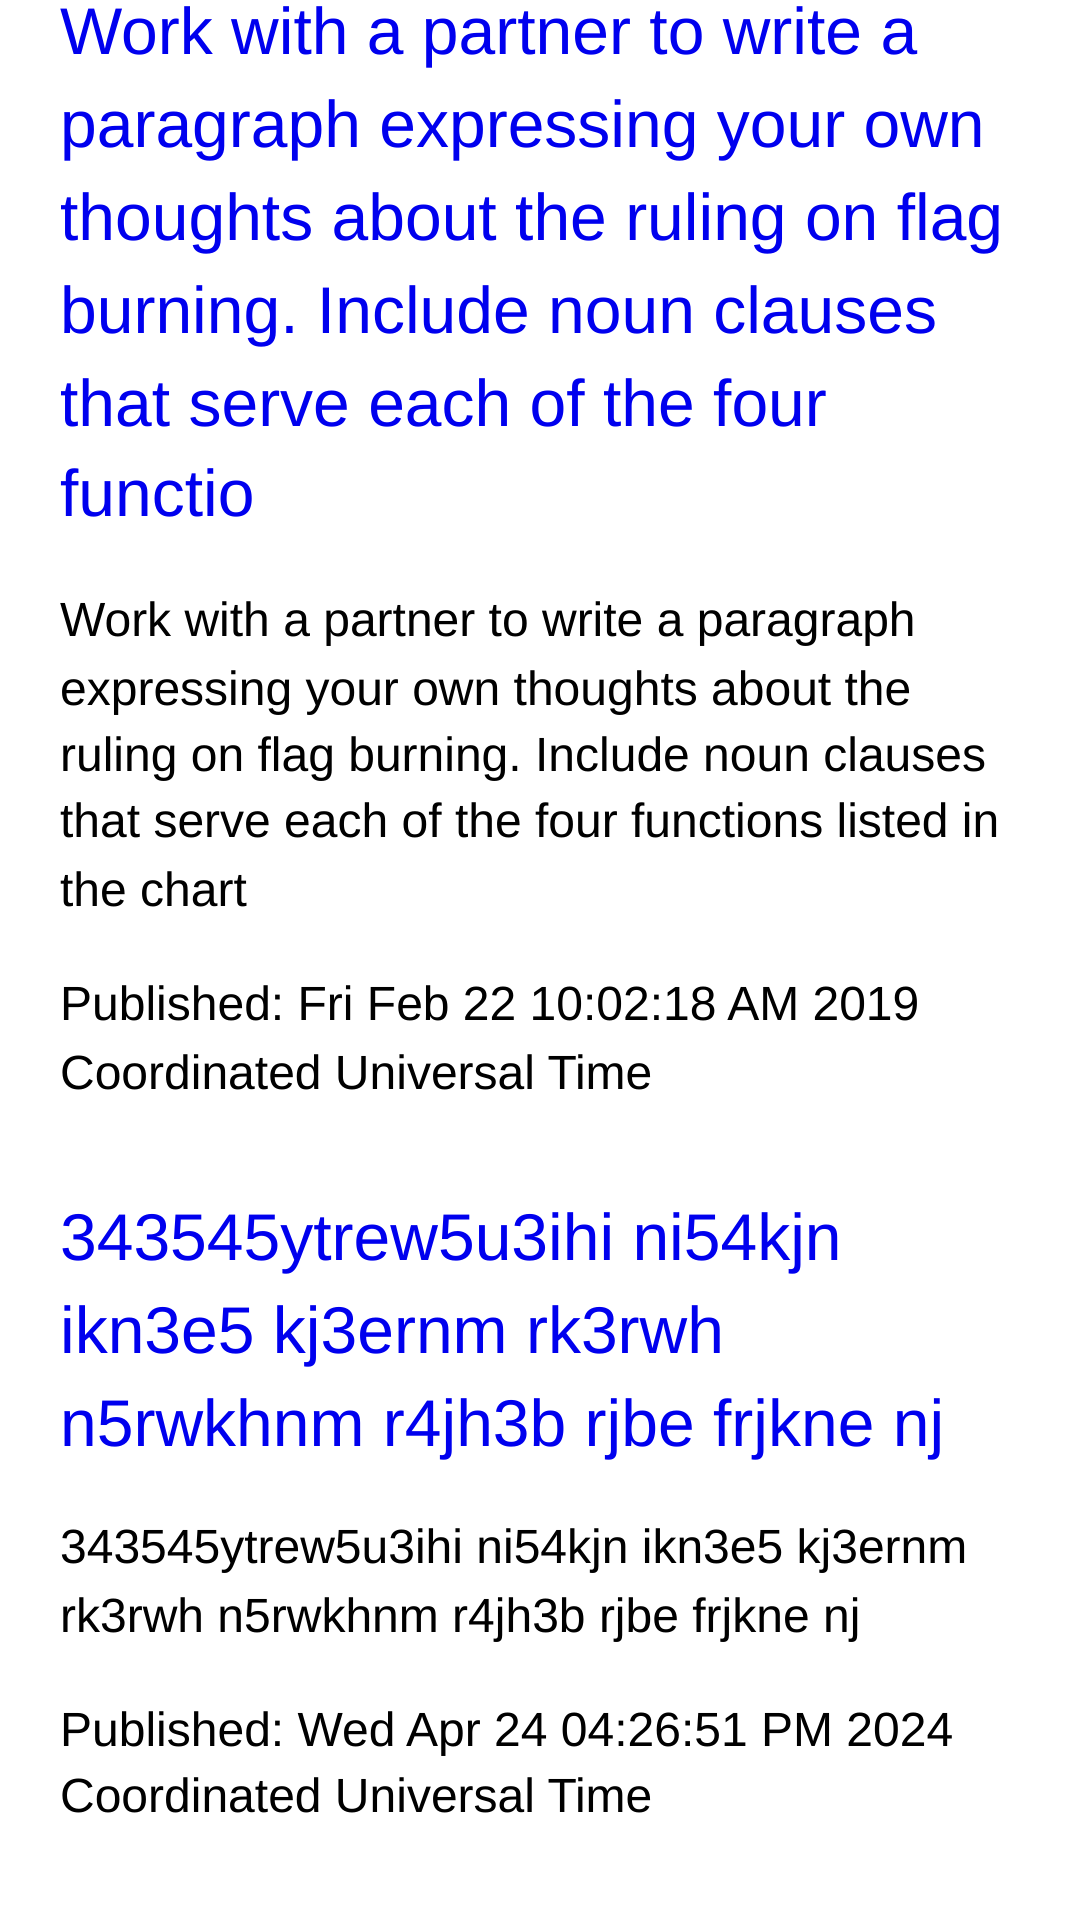 Work with a partner to write a
paragraph expressing your own
thoughts about the ruling on flag
burning. Include noun clauses
that serve each of the four
functio
Work with a partner to write a paragraph
expressing your own thoughts about the
ruling on flag burning. Include noun clauses
that serve each of the four functions listed in
the chart
Published: Fri Feb 22 10:02:18 AM 2019
Coordinated Universal Time
343545ytrew5u3ihi ni54kjn
ikn3e5 kj3ernm rk3rwh
n5rwkhnm r4jh3b rjbe frjkne nj
343545ytrew5u3ihi ni54kjn ikn3e5 kj3ernm
rk3rwh n5rwkhnm r4jh3b rjbe frjkne nj
Published: Wed Apr 24 04:26:51 PM 2024
Coordinated Universal Time